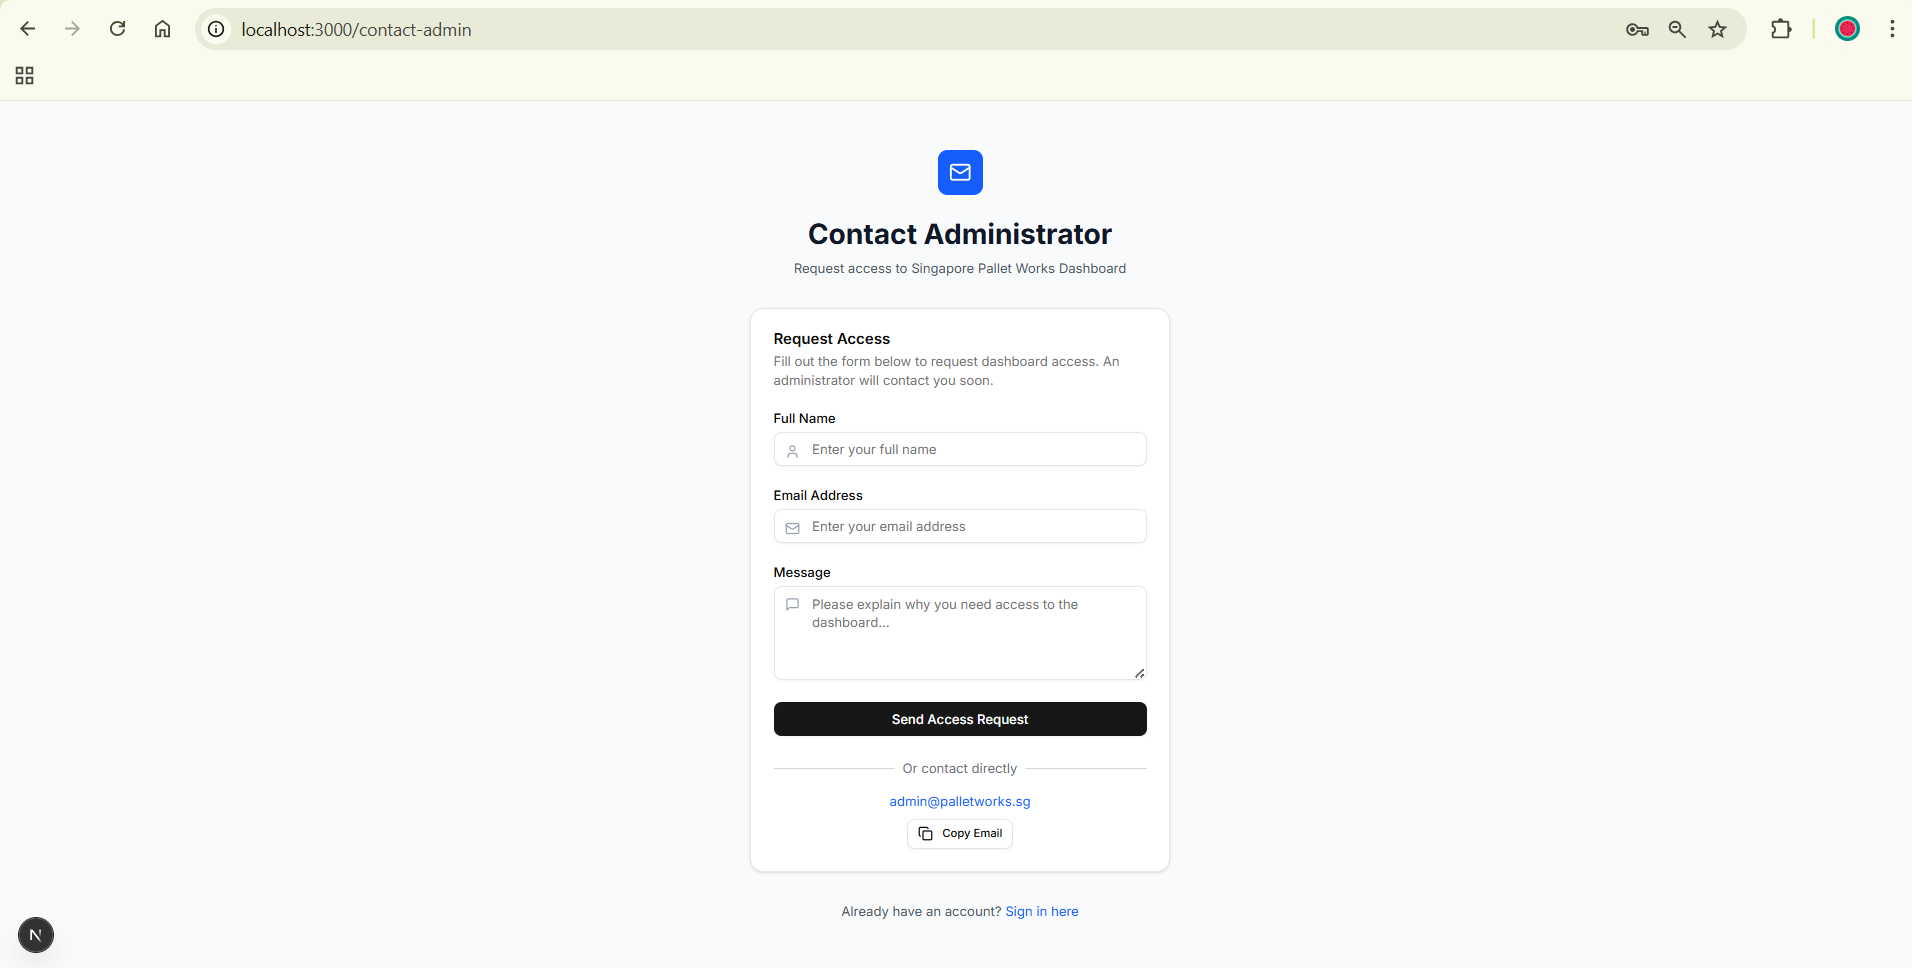 localhost:3000/contact-admin
Contact Administrator
Request access to Singapore Pallet Works Dashboard
Request Access
Fill out the form below to request dashboard access. An
administrator will contact you soon.
Full Name
Enter your full name
Email Address
Enter your email address
Message
Please explain why you need access to the
dashboard...
Send Access Request
Or contact directly
admin@palletworks.sg
Copy Email
Already have an account? Sign in here
N